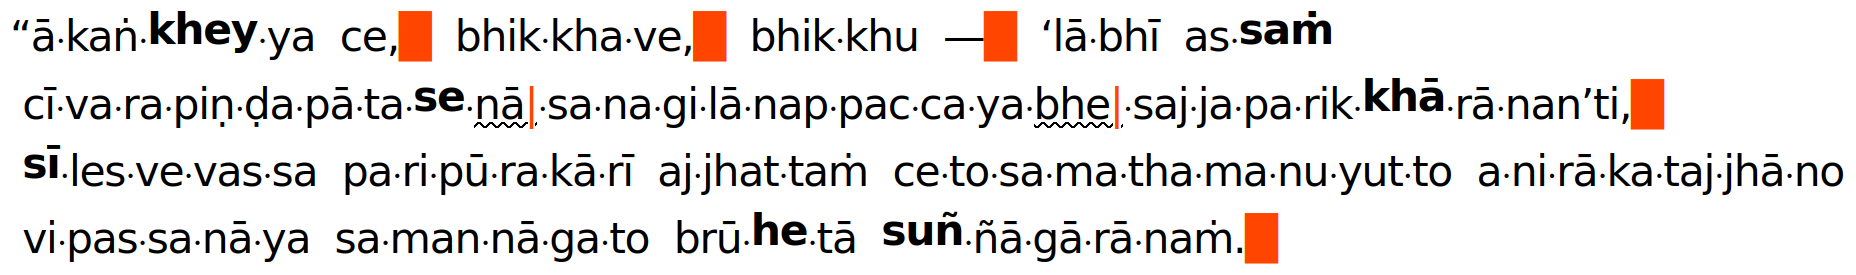 “ā·kaṅ·khey·ya ce,█ bhik·kha·ve,█ bhik·khu —█ ‘lā·bhī as·saṁ
cī·va·ra·piṇ·ḍa·pā·ta·se·nā|·sa·na·gi·lā·nap·pac·ca·ya·bhe|·saj·ja·pa·rik·khā·rā·nan’ti,█
sī·les·ve·vas·sa pa·ri·pū·ra·kā·rī aj·jhat·taṁ ce·to·sa·ma·tha·ma·nu·yut·to a·ni·rā·ka·taj·jhā·no
vi·pas·sa·nā·ya sa·man·nā·ga·to brū·he·tā suñ·ñā·gā·rā·naṁ.█